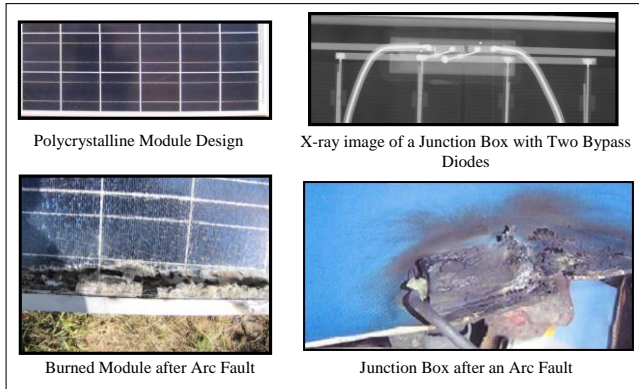 Polycrystalline Module Design
X-ray image of a Junction Box with Two Bypass
Diodes
Burned Module after Arc Fault
Junction Box after an Arc Fault